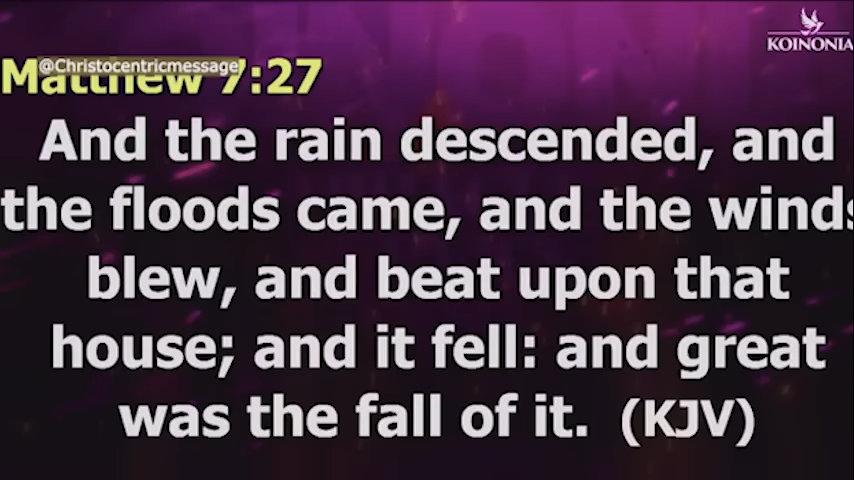 @Christocentricmessage
KOINONIA
Matthew 7:27
And the rain descended, and
the floods came, and the winds
blew, and beat upon that
house; and it fell: and great
was the fall of it. (KJV)